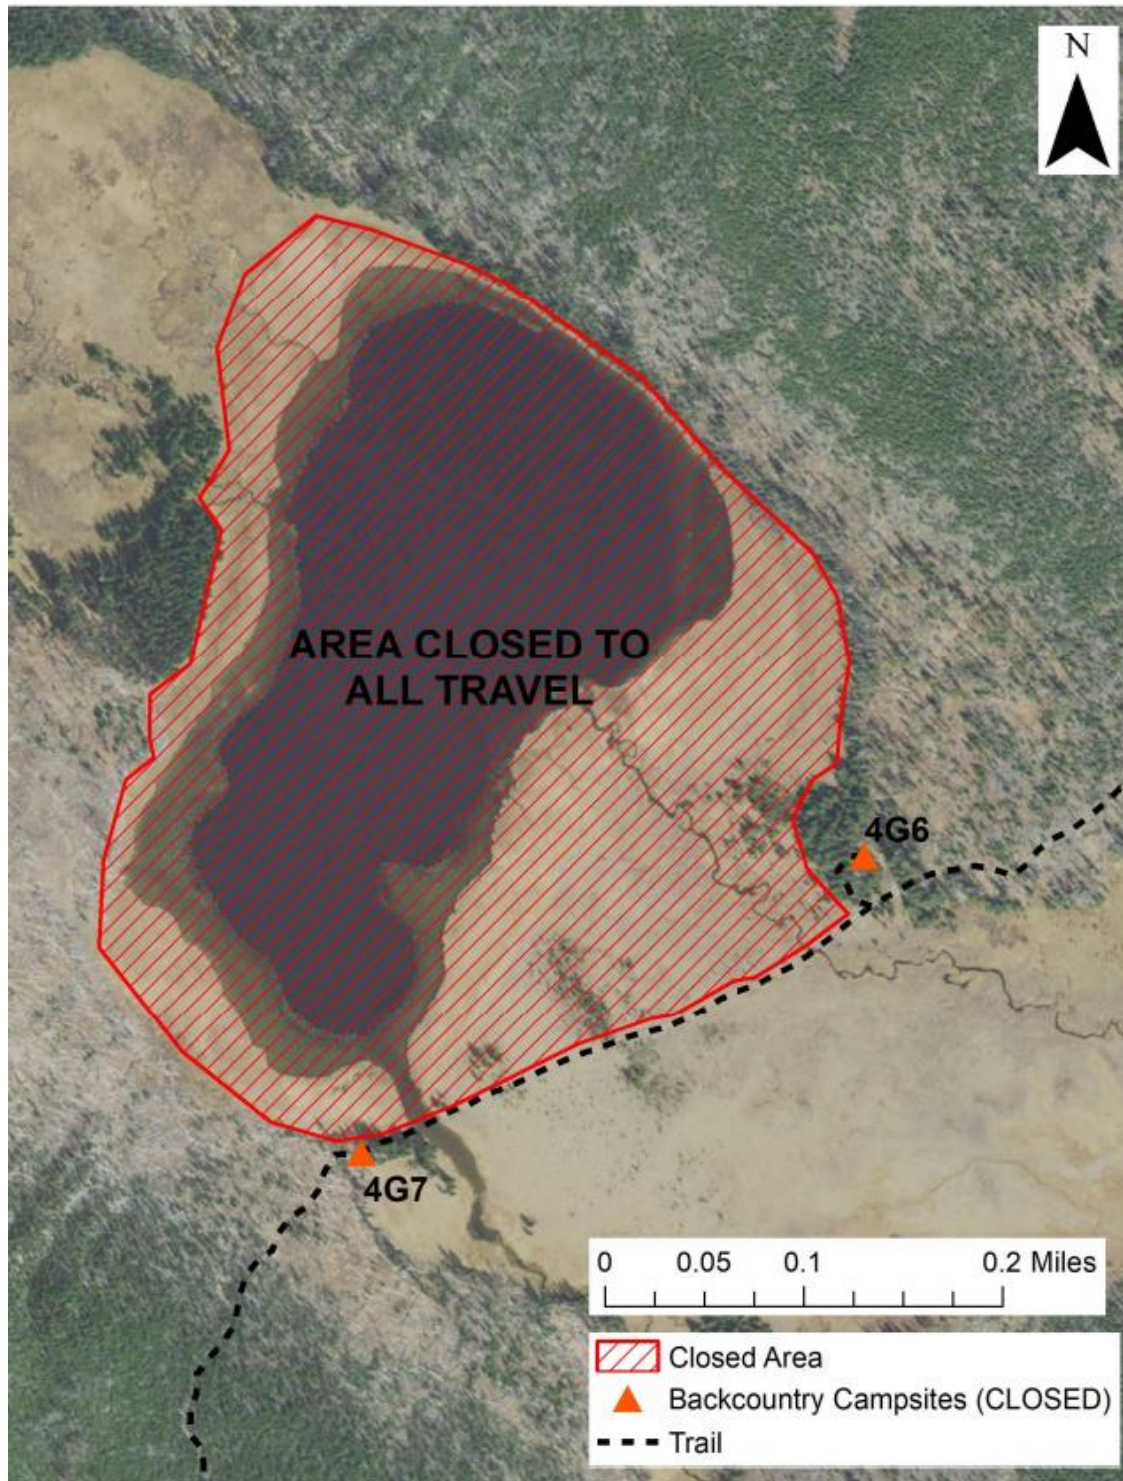 N
AREA CLOSED TO
ALL TRAVEL
4G6
4G7
0 0.05 0.1 0.2 Miles
Closed Area
Backcountry Campsites (CLOSED)
Trail